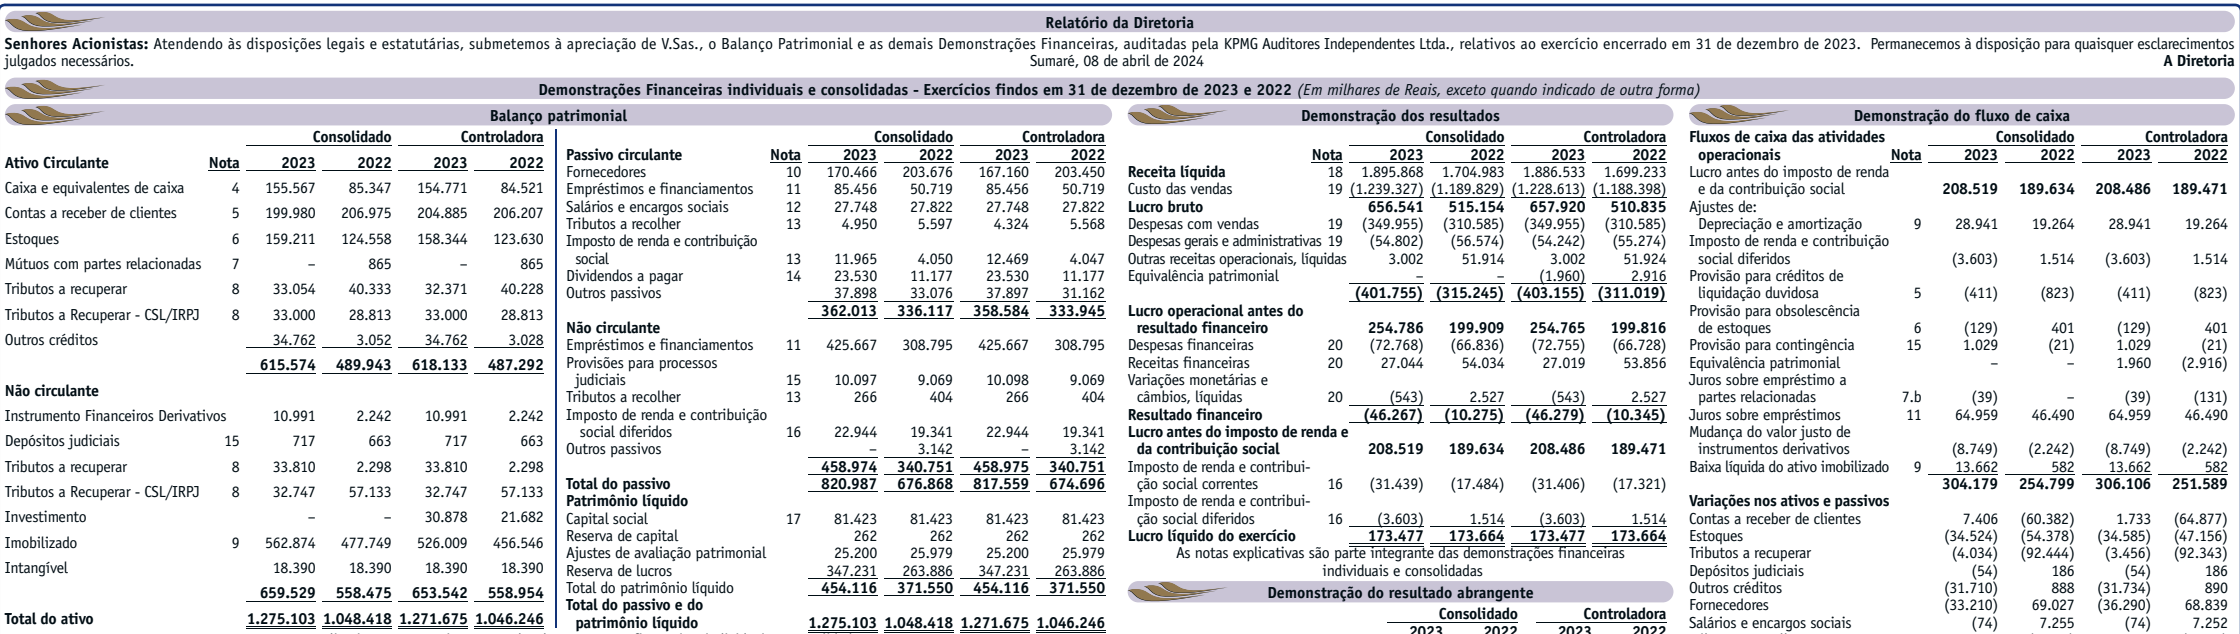 Relatório da Diretoria
Senhores Acionistas: Atendendo às disposições legais e estatutárias, submetemos à apreciação de V.Sas., o Balanço Patrimonial e as demais Demonstrações Financeiras, auditadas pela KPMG Auditores Independentes Ltda., relativos ao exercício encerrado em 31 de dezembro de 2023. Permanecemos à disposição para quaisquer esclarecimentos
julgados necessários. Sumaré, 08 de abril de 2024 A Diretoria
Demonstrações Financeiras individuais e consolidadas - Exercícios findos em 31 de dezembro de 2023 e 2022 (Em milhares de Reais, exceto quando indicado de outra forma)
Balanço patrimonial
Consolidado Controladora
Ativo Circulante Nota 2023 2022 2023 2022
Caixa e equivalentes de caixa 4 155.567 85.347 154.771 84.521
Contas a receber de clientes 5 199.980 206.975 204.885 206.207
Estoques 6 159.211 124.558 158.344 123.630
Mútuos com partes relacionadas 7 – 865 – 865
Tributos a recuperar 8 33.054 40.333 32.371 40.228
Tributos a Recuperar - CSL/IRPJ 8 33.000 28.813 33.000 28.813
Outros créditos 34.762 3.052 34.762 3.028
615.574 489.943 618.133 487.292
Não circulante
Instrumento Financeiros Derivativos 10.991 2.242 10.991 2.242
Depósitos judiciais 15 717 663 717 663
Tributos a recuperar 8 33.810 2.298 33.810 2.298
Tributos a Recuperar - CSL/IRPJ 8 32.747 57.133 32.747 57.133
Investimento – – 30.878 21.682
Imobilizado 9 562.874 477.749 526.009 456.546
Intangível 18.390 18.390 18.390 18.390
659.529 558.475 653.542 558.954
Total do ativo 1.275.103 1.048.418 1.271.675 1.046.246
Consolidado Controladora
Passivo circulante Nota 2023 2022 2023 2022
Fornecedores 10 170.466 203.676 167.160 203.450
Empréstimos e financiamentos 11 85.456 50.719 85.456 50.719
Salários e encargos sociais 12 27.748 27.822 27.748 27.822
Tributos a recolher 13 4.950 5.597 4.324 5.568
Imposto de renda e contribuição
social 13 11.965 4.050 12.469 4.047
Dividendos a pagar 14 23.530 11.177 23.530 11.177
Outros passivos 37.898 33.076 37.897 31.162
362.013 336.117 358.584 333.945
Não circulante
Empréstimos e financiamentos 11 425.667 308.795 425.667 308.795
Provisões para processos
judiciais 15 10.097 9.069 10.098 9.069
Tributos a recolher 13 266 404 266 404
Imposto de renda e contribuição
social diferidos 16 22.944 19.341 22.944 19.341
Outros passivos – 3.142 – 3.142
458.974 340.751 458.975 340.751
Total do passivo 820.987 676.868 817.559 674.696
Patrimônio líquido
Capital social 17 81.423 81.423 81.423 81.423
Reserva de capital 262 262 262 262
Ajustes de avaliação patrimonial 25.200 25.979 25.200 25.979
Reserva de lucros 347.231 263.886 347.231 263.886
Total do patrimônio líquido 454.116 371.550 454.116 371.550
Total do passivo e do
patrimônio líquido 1.275.103 1.048.418 1.271.675 1.046.246
Demonstração dos resultados
Consolidado Controladora
Nota 2023 2022 2023 2022
Receita líquida 18 1.895.868 1.704.983 1.886.533 1.699.233
Custo das vendas 19 (1.239.327) (1.189.829) (1.228.613) (1.188.398)
Lucro bruto 656.541 515.154 657.920 510.835
Despesas com vendas 19 (349.955) (310.585) (349.955) (310.585)
Despesas gerais e administrativas 19 (54.802) (56.574) (54.242) (55.274)
Outras receitas operacionais, líquidas 3.002 51.914 3.002 51.924
Equivalência patrimonial – – (1.960) 2.916
(401.755) (315.245) (403.155) (311.019)
Lucro operacional antes do
resultado financeiro 254.786 199.909 254.765 199.816
Despesas financeiras 20 (72.768) (66.836) (72.755) (66.728)
Receitas financeiras 20 27.044 54.034 27.019 53.856
Variações monetárias e
câmbios, líquidas 20 (543) 2.527 (543) 2.527
Resultado financeiro (46.267) (10.275) (46.279) (10.345)
Lucro antes do imposto de renda e
da contribuição social 208.519 189.634 208.486 189.471
Imposto de renda e contribui-
ção social correntes 16 (31.439) (17.484) (31.406) (17.321)
Imposto de renda e contribui-
ção social diferidos 16 (3.603) 1.514 (3.603) 1.514
Lucro líquido do exercício 173.477 173.664 173.477 173.664
As notas explicativas são parte integrante das demonstrações financeiras
individuais e consolidadas
Demonstração do resultado abrangente
Consolidado Controladora
2023 2022 2023 2022
Demonstração do fluxo de caixa
Fluxos de caixa das atividades Consolidado Controladora
operacionais Nota 2023 2022 2023 2022
Lucro antes do imposto de renda
e da contribuição social 208.519 189.634 208.486 189.471
Ajustes de:
Depreciação e amortização 9 28.941 19.264 28.941 19.264
Imposto de renda e contribuição
social diferidos (3.603) 1.514 (3.603) 1.514
Provisão para créditos de
liquidação duvidosa 5 (411) (823) (411) (823)
Provisão para obsolescência
de estoques 6 (129) 401 (129) 401
Provisão para contingência 15 1.029 (21) 1.029 (21)
Equivalência patrimonial – – 1.960 (2.916)
Juros sobre empréstimo a
partes relacionadas 7.b (39) – (39) (131)
Juros sobre empréstimos 11 64.959 46.490 64.959 46.490
Mudança do valor justo de
instrumentos derivativos (8.749) (2.242) (8.749) (2.242)
Baixa líquida do ativo imobilizado 9 13.662 582 13.662 582
304.179 254.799 306.106 251.589
Variações nos ativos e passivos
Contas a receber de clientes 7.406 (60.382) 1.733 (64.877)
Estoques (34.524) (54.378) (34.585) (47.156)
Tributos a recuperar (4.034) (92.444) (3.456) (92.343)
Depósitos judiciais (54) 186 (54) 186
Outros créditos (31.710) 888 (31.734) 890
Fornecedores (33.210) 69.027 (36.290) 68.839
Salários e encargos sociais (74) 7.255 (74) 7.252